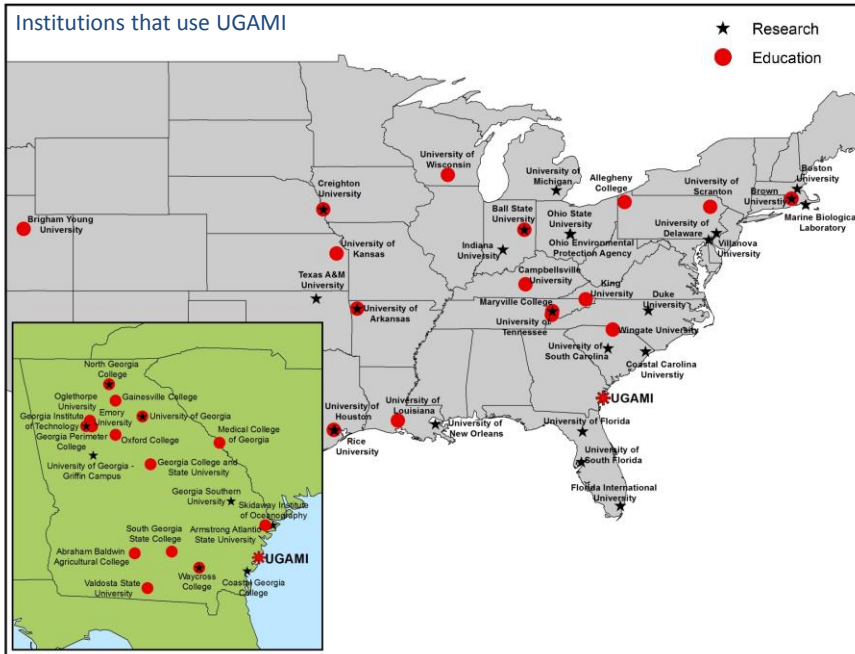 Institutions that use UGAMI
Research
Education
University of
Wisconsin
University of
Michigan
Allegheny
College
University of
Scranton
Boston
University
Brown
Universtiy
Marine Biological
Laboratory
Creighton
University
Ball State
University
Ohio State
University
University of
Delaware
Villanova
University
Brigham Young
University
Indiana
University
Ohio Environmental
Protection Agency
University of
Kansas
Texas A&M
University
Campbellsville
University
King
University
Duke
University
Maryville College
University of
Arkansas
University of
Tennessee
Wingate University
University of
South Carolina
Coastal Carolina
Universtiy
UGAMI
University of
Houston
Rice
University
University of
Louisiana
University of
New Orleans
University of Florida
University of
South Florida
Florida International
University
North Georgia
College
Oglethorpe
University
Gainesville College
Emory
University
University of Georgia
Georgia Institute
of Technology
Georgia Perimeter
College
Oxford College
Medical College
of Georgia
University of Georgia -
Griffin Campus
Georgia College and
State University
Georgia Southern
University
Skidaway Institute
of Oceanography
Armstrong Atlantic
State University
South Georgia
State College
Abraham Baldwin
Agricultural College
UGAMI
Waycross
College
Coastal Georgia
College
Valdosta State
University